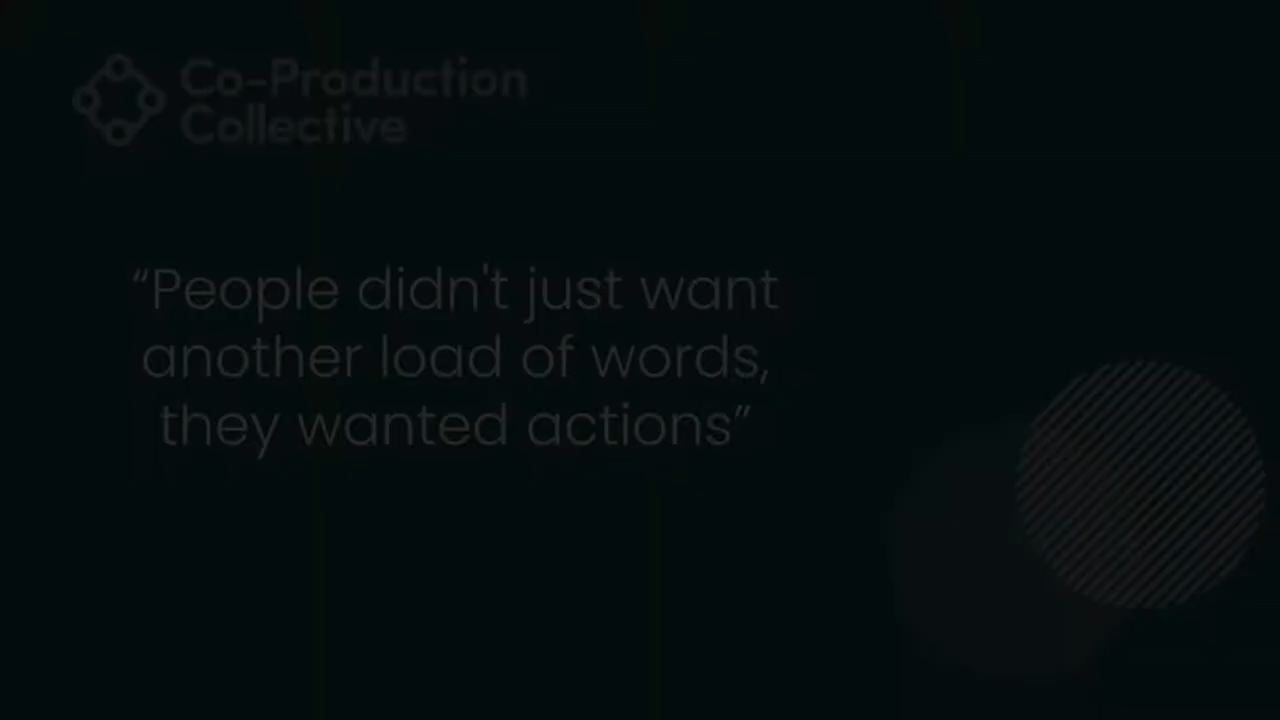 Co-Production
Collective
“People didn't just want
another load of words,
they wanted actions”